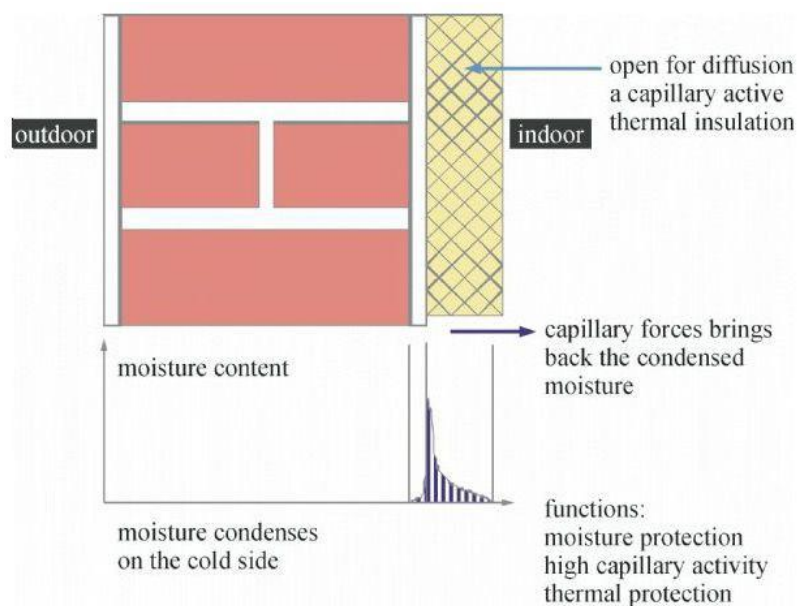 open for diffusion
a capillary active
thermal insulation
outdoor
indoor
capillary forces brings
back the condensed
moisture
moisture content
moisture condenses
on the cold side
functions:
moisture protection
high capillary activity
thermal protection